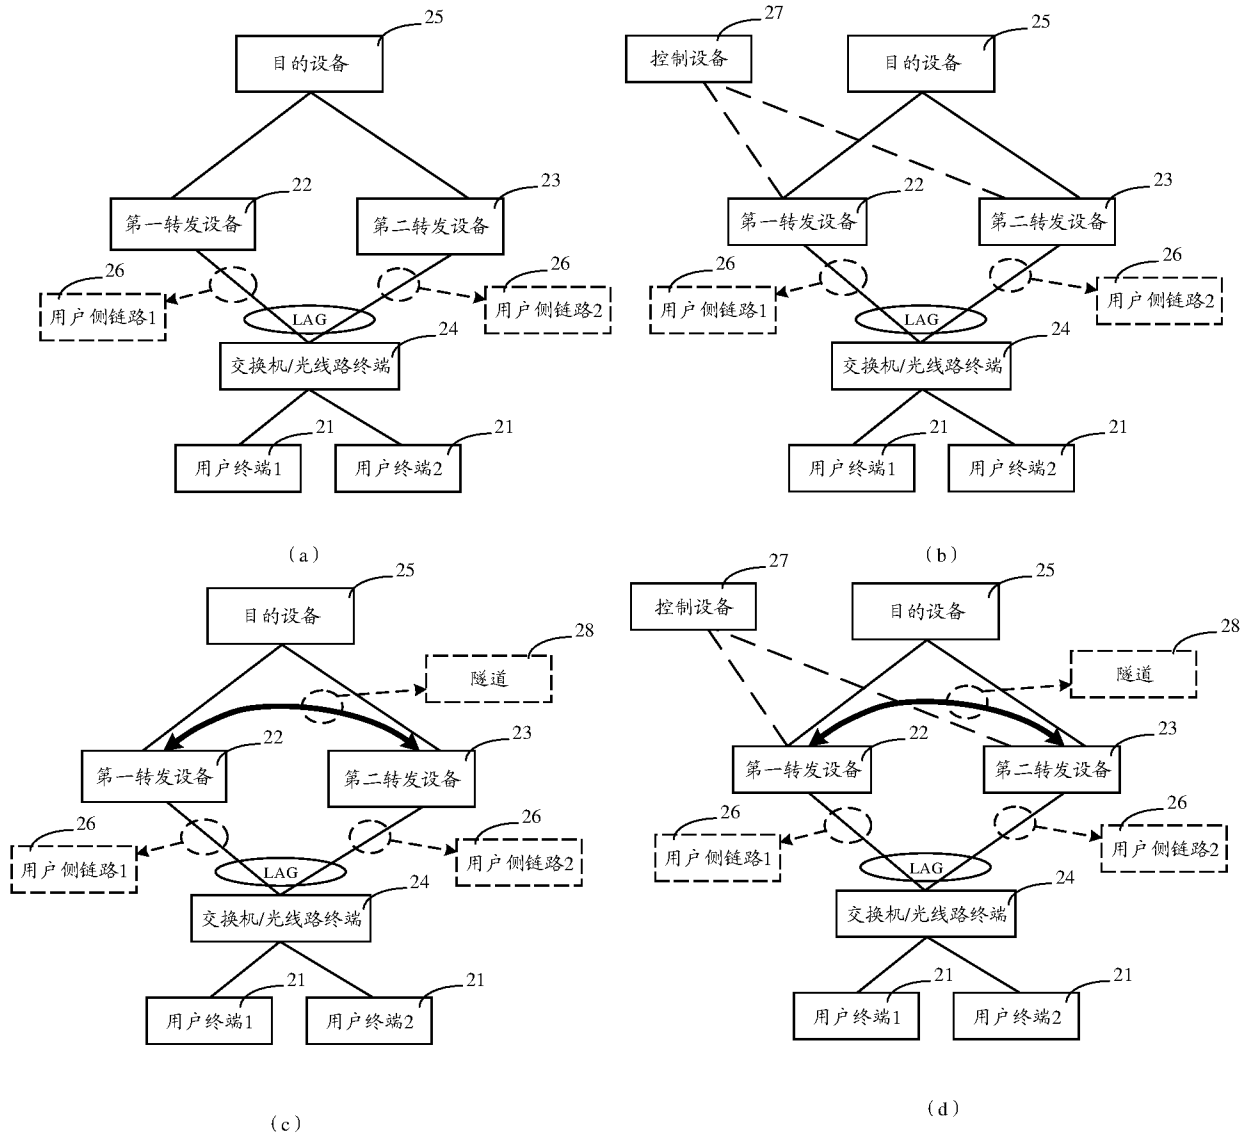 25
目的设备
22
23
第一转发设备
第二转发设备
26
26
用户侧链路1
用户侧链路2
LAG
24
交换机/光线路终端
21
21
用户终端1
用户终端2
（a）
27
25
控制设备
目的设备
22
23
第一转发设备
第二转发设备
26
26
用户侧链路1
用户侧链路2
LAG
24
交换机/光线路终端
21
21
用户终端1
用户终端2
（b）
25
目的设备
28
隧道
22
23
第一转发设备
第二转发设备
26
26
用户侧链路1
用户侧链路2
LAG
24
交换机/光线路终端
21
21
用户终端1
用户终端2
（c）
27
25
控制设备
目的设备
28
隧道
22
23
第一转发设备
第二转发设备
26
26
用户侧链路1
用户侧链路2
LAG
24
交换机/光线路终端
21
21
用户终端1
用户终端2
（d）